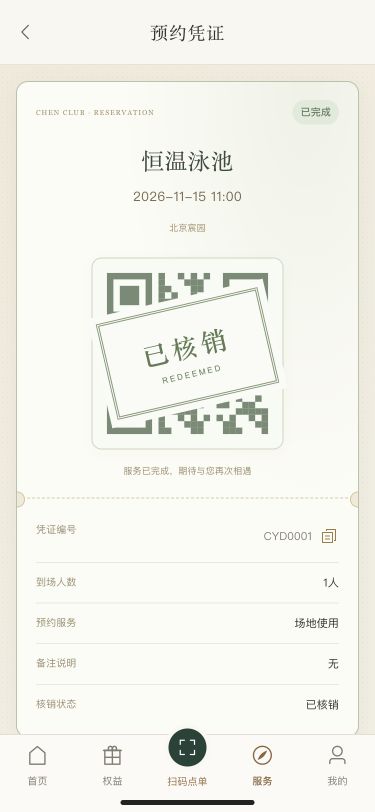 预约凭证
CHEN CLUB · RESERVATION
已完成
恒温泳池
2026-11-15 11:00
北京宸园
已核销
REDEEMED
服务已完成，期待与您再次相遇
凭证编号
CYD0001
到场人数
1人
预约服务
场地使用
备注说明
无
核销状态
已核销
首页
权益
扫码点单
服务
我的